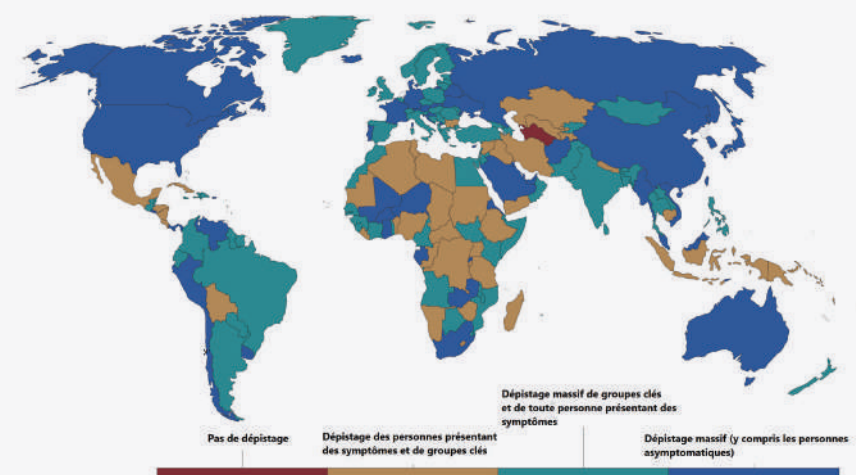 Pas de dépistage
Dépistage des personnes présentant
des symptômes et de groupes clés
Dépistage massif de groupes clés
et de toute personne présentant des
symptômes
Dépistage massif (y compris les personnes
asymptomatiques)